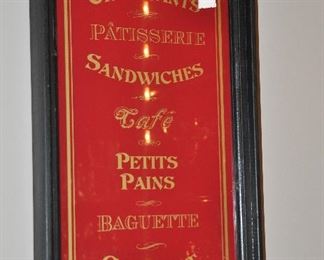 PÂTISSERIE
SANDWICHES
Café
PETITS
PAINS
BAGUETTE